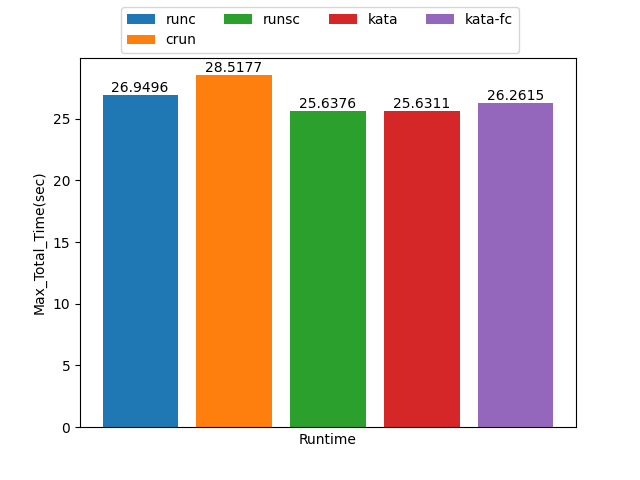 runc runsc kata kata-fc
crun
28.5177
26.9496
25.6376 25.6311 26.2615
Max_Total_Time(sec)
25
20
15
10
5
0
Runtime